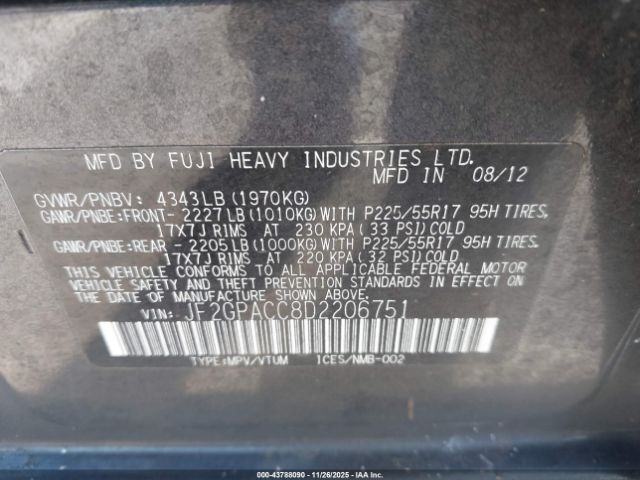 MFD BY FUJI HEAVY INDUSTRIES LTD.
MFD IN 08/12
GVWR/PNBV: 4343LB(1970KG)
GAWR/PNBE:FRONT- 2227LB(1010KG)WITH P225/55R17 95H TIRES,
17X7J RIMS AT 230 KPA(33 PSI)COLD
GAWR/PNBE:REAR - 2205LB(1000KG)WITH P225/55R17 95H TIRES,
17X7J RIMS AT 220 KPA(32 PSI)COLD
THIS VEHICLE CONFORMS TO ALL APPLICABLE FEDERAL MOTOR
VEHICLE SAFETY AND THEFT PREVENTION STANDARDS IN EFFECT ON
THE DATE OF MANUFACTURE SHOWN ABOVE.
VIN: JF2GPACC8D2206751
TYPE:MPV/VTUM ICES/NMB-002
000-43788090 - 11/26/2025 - IAAI.COM